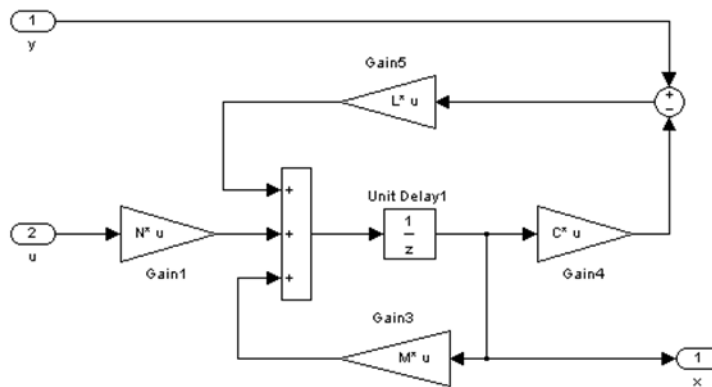 1
y
Gain5
L* u
+
−
Unit Delay1
+
2
u
N* u
Gain1
+
1
z
C* u
Gain4
+
Gain3
M* u
1
x